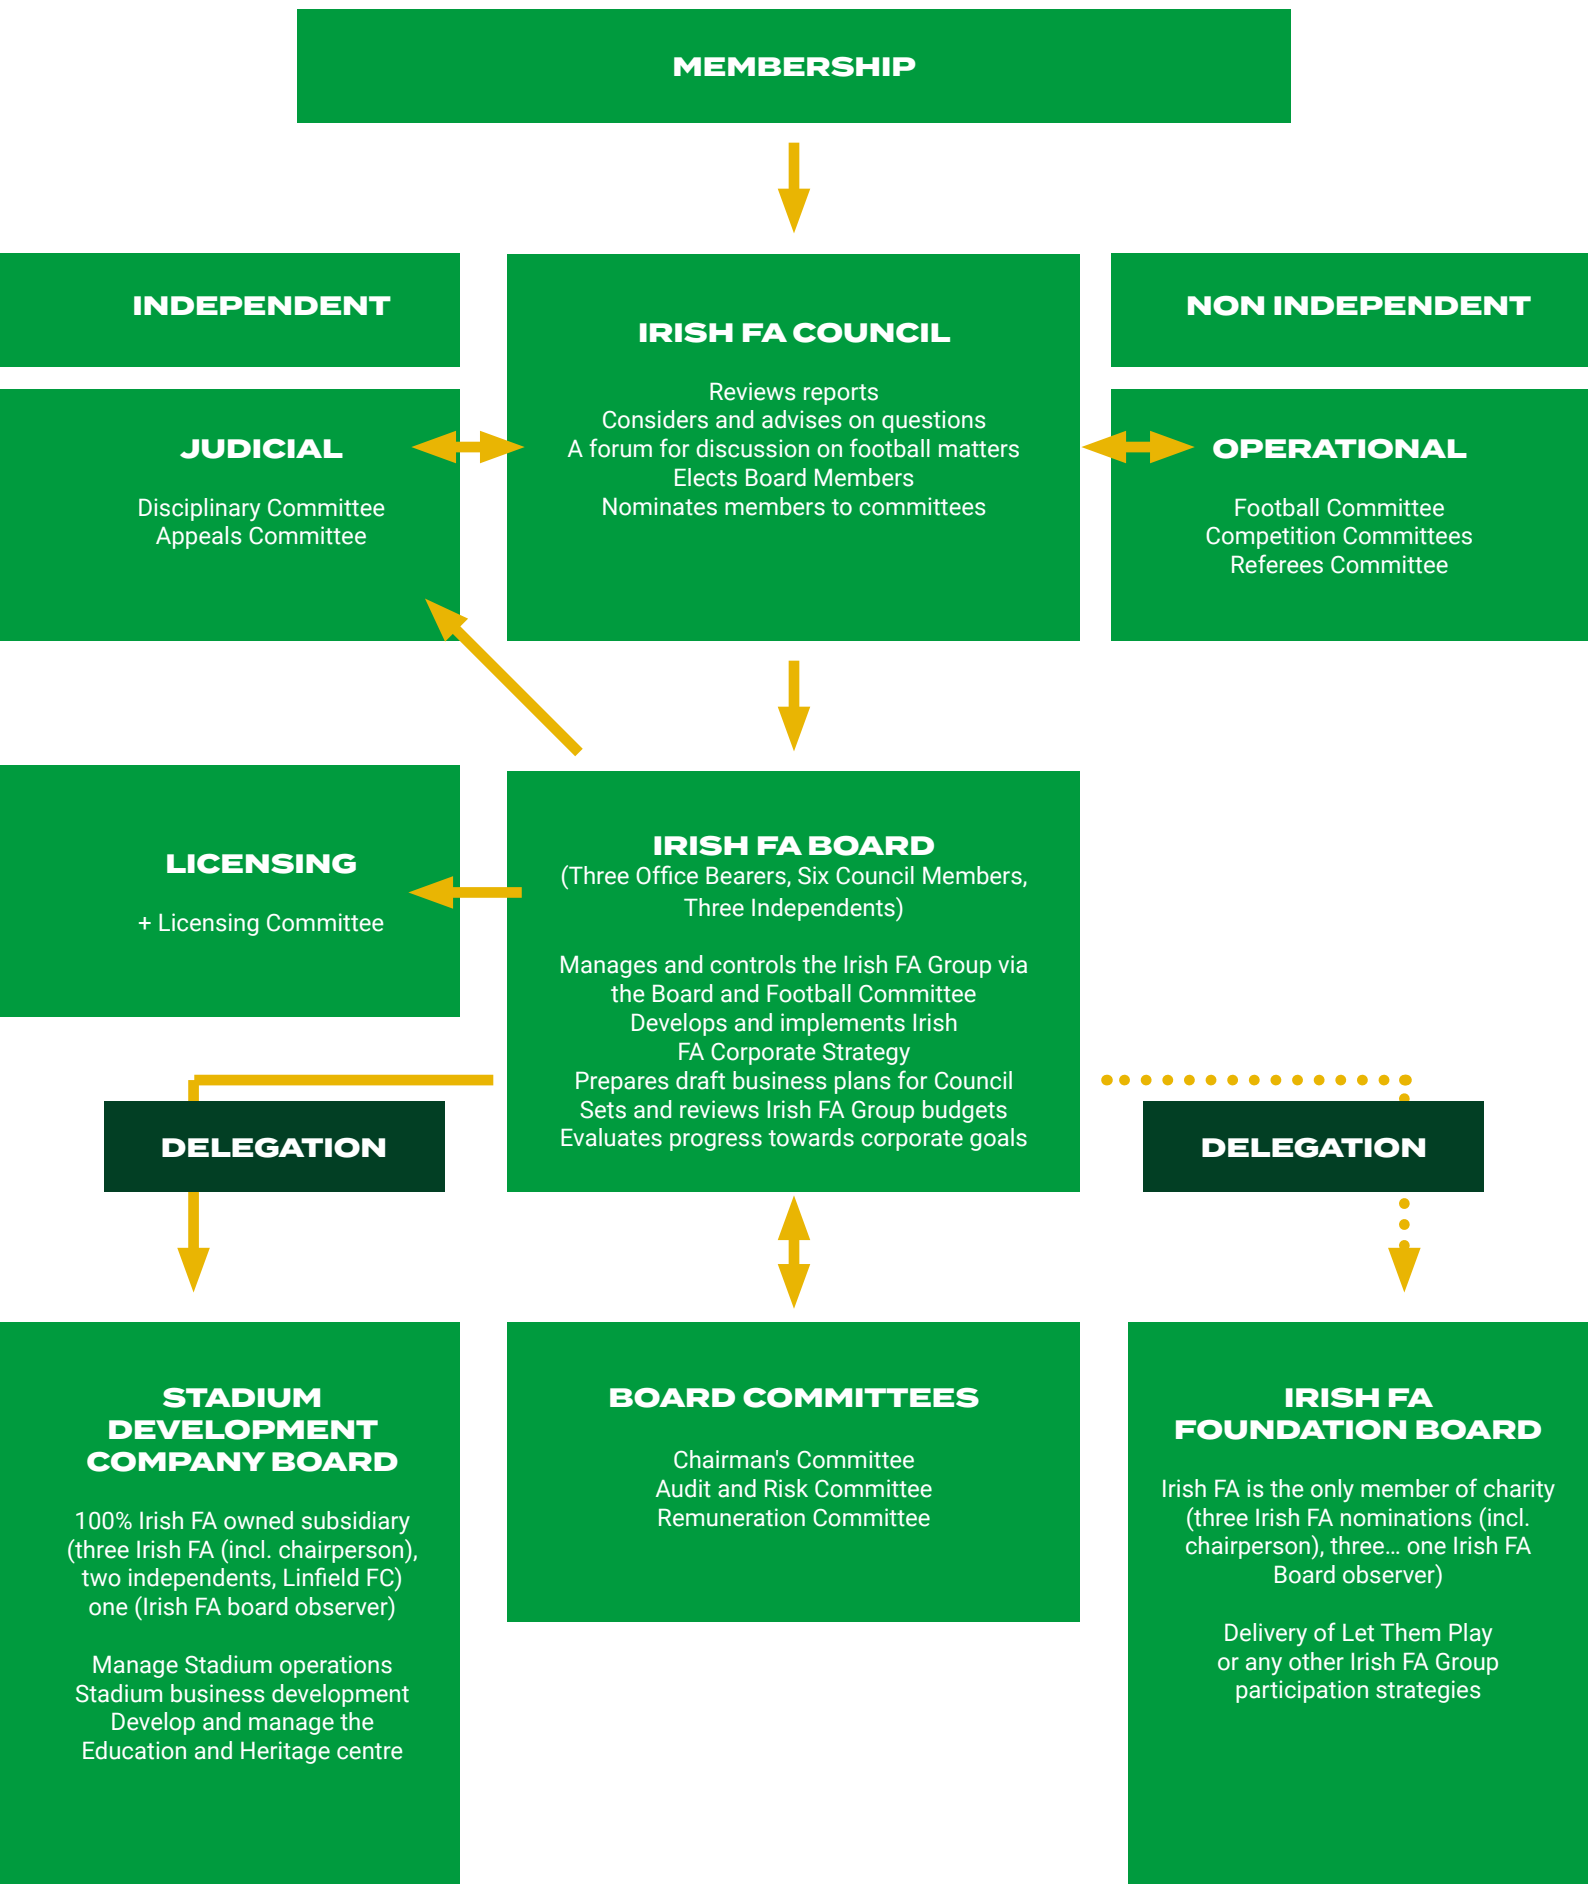 MEMBERSHIP
INDEPENDENT
IRISH FA COUNCIL
Reviews reports
Considers and advises on questions
A forum for discussion on football matters
Elects Board Members
Nominates members to committees
NON INDEPENDENT
JUDICIAL
Disciplinary Committee
Appeals Committee
OPERATIONAL
Football Committee
Competition Committees
Referees Committee
LICENSING
+ Licensing Committee
IRISH FA BOARD
(Three Office Bearers, Six Council Members,
Three Independents)
Manages and controls the Irish FA Group via
the Board and Football Committee
Develops and implements Irish
FA Corporate Strategy
Prepares draft business plans for Council
Sets and reviews Irish FA Group budgets
Evaluates progress towards corporate goals
DELEGATION
DELEGATION
STADIUM
DEVELOPMENT
COMPANY BOARD
100% Irish FA owned subsidiary
(three Irish FA (incl. chairperson),
two independents, Linfield FC)
one (Irish FA board observer)
Manage Stadium operations
Stadium business development
Develop and manage the
Education and Heritage centre
BOARD COMMITTEES
Chairman's Committee
Audit and Risk Committee
Remuneration Committee
IRISH FA
FOUNDATION BOARD
Irish FA is the only member of charity
(three Irish FA nominations (incl.
chairperson), three… one Irish FA
Board observer)
Delivery of Let Them Play
or any other Irish FA Group
participation strategies